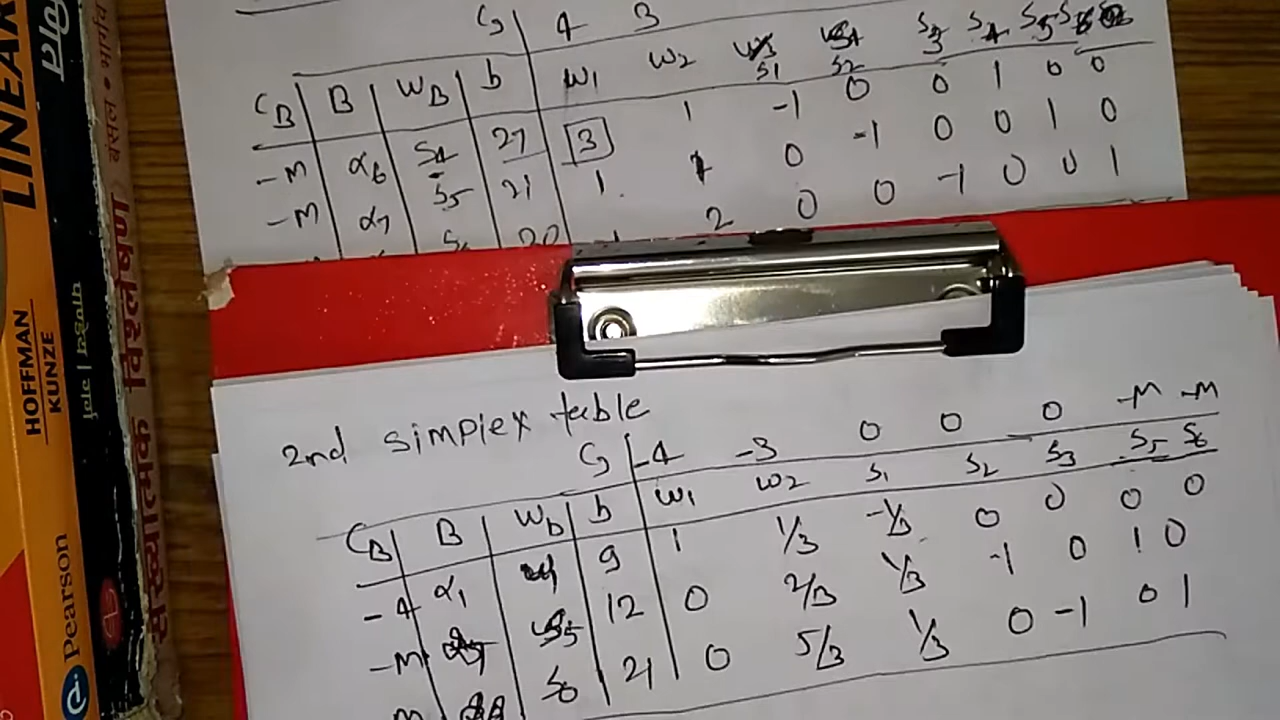 Cj 4 3
CB B WB b W1 W2 S1 S2 S3 S4 S5 S6
-M α6 S4 27 3 1 -1 0 0 1 0 0
-M α7 S5 21 1 1 0 -1 0 0 1 0
20 1 2 0 0 -1 0 0 1
2nd simplex table
Cj -4 -3 0 0 0 -M -M
CB B Wb b W1 W2 S1 S2 S3 S5 S6
-4 α1 9 1 1/3 -1/3 0 0 0 0
-M S5 12 0 2/3 1/3 -1 0 1 0
M S6 21 0 5/3 1/3 0 -1 0 1
LINEAR
HOFFMAN
KUNZE
Pearson
सांख्यात्मक विश्लेषण
बंसल • भार्गव